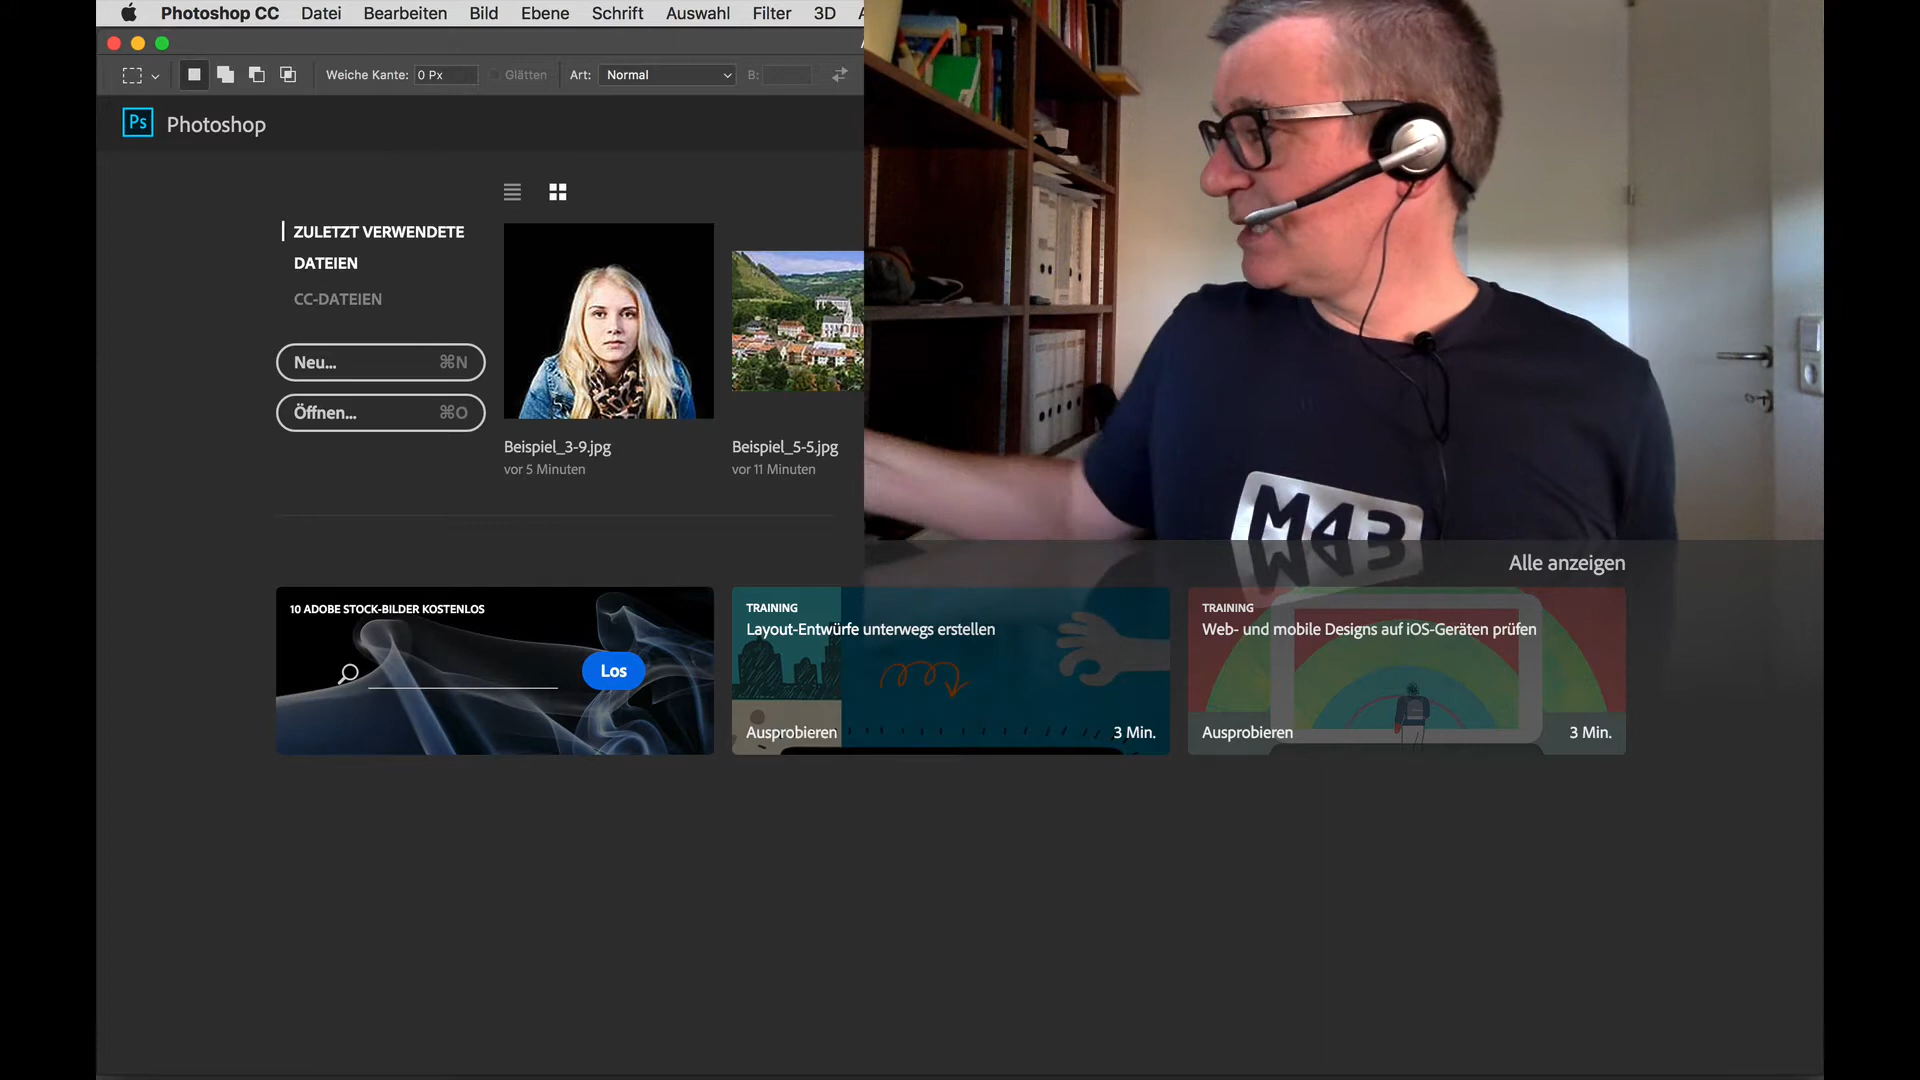 Photoshop CC Datei Bearbeiten Bild Ebene Schrift Auswahl Filter 3D
Weiche Kante: 0 Px Glätten Art: Normal B:
Ps Photoshop
ZULETZT VERWENDETE
DATEIEN
CC-DATEIEN
Neu... ⌘N
Öffnen... ⌘O
Beispiel_3-9.jpg
vor 5 Minuten
Beispiel_5-5.jpg
vor 11 Minuten
M43
Alle anzeigen
10 ADOBE STOCK-BILDER KOSTENLOS
Los
TRAINING
Layout-Entwürfe unterwegs erstellen
Ausprobieren 3 Min.
TRAINING
Web- und mobile Designs auf iOS-Geräten prüfen
Ausprobieren 3 Min.